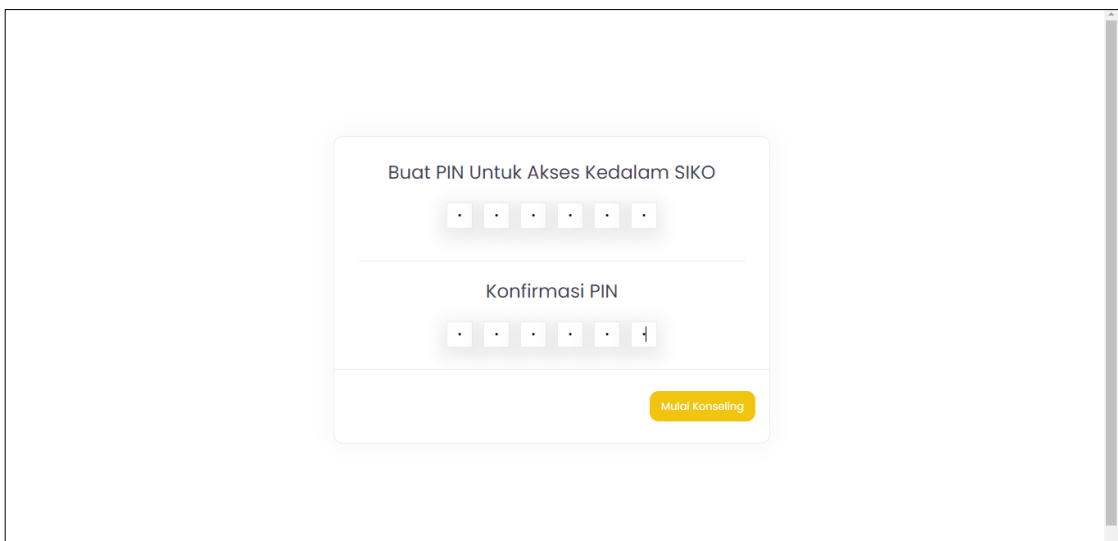 Buat PIN Untuk Akses Kedalam SIKO
Konfirmasi PIN
Mulai Konseling